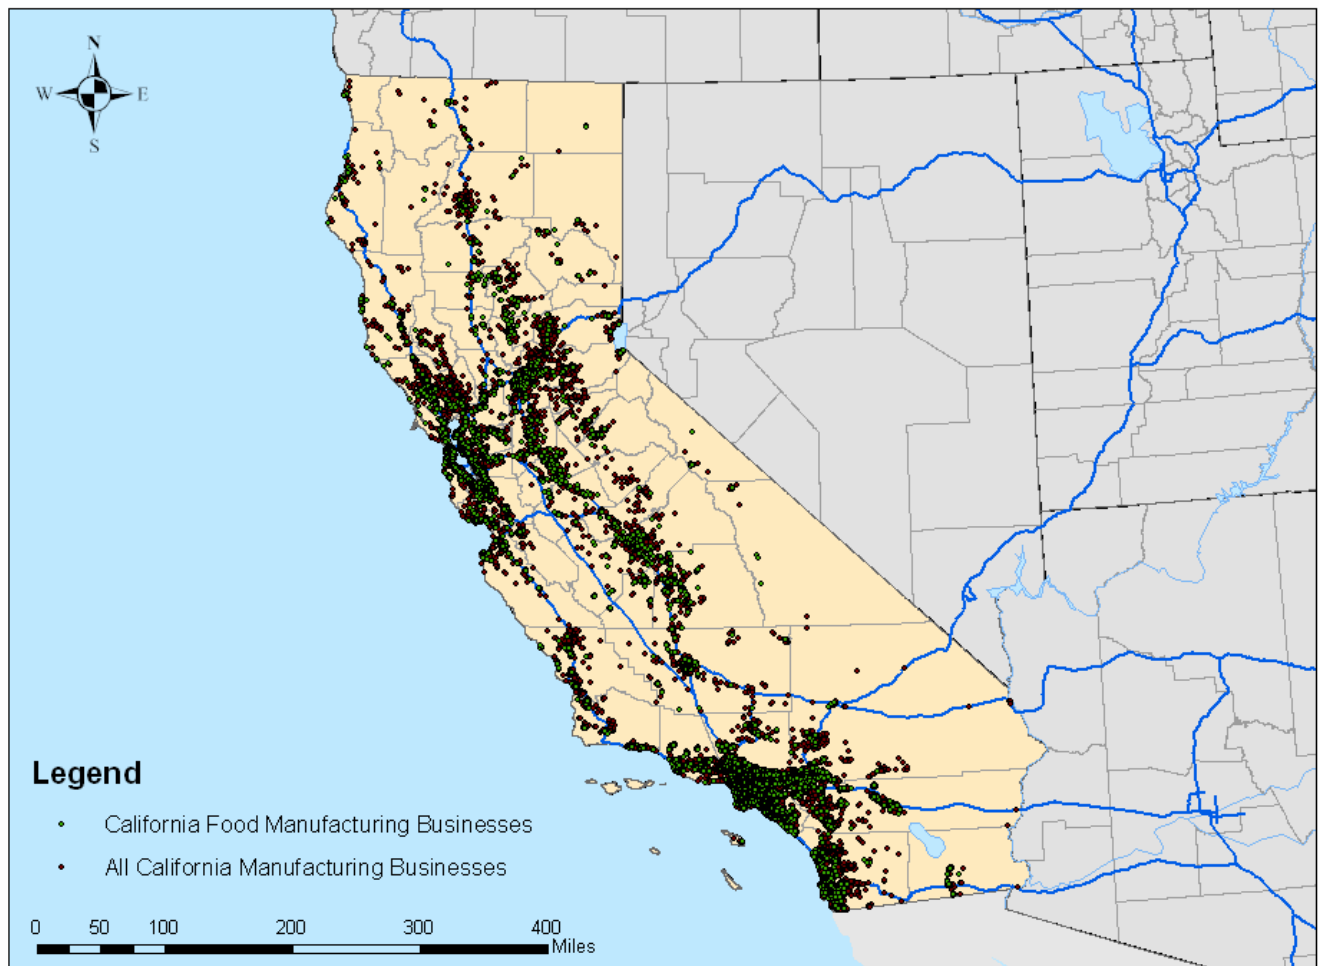 N
W E
S
Legend
California Food Manufacturing Businesses
All California Manufacturing Businesses
0 50 100 200 300 400
Miles